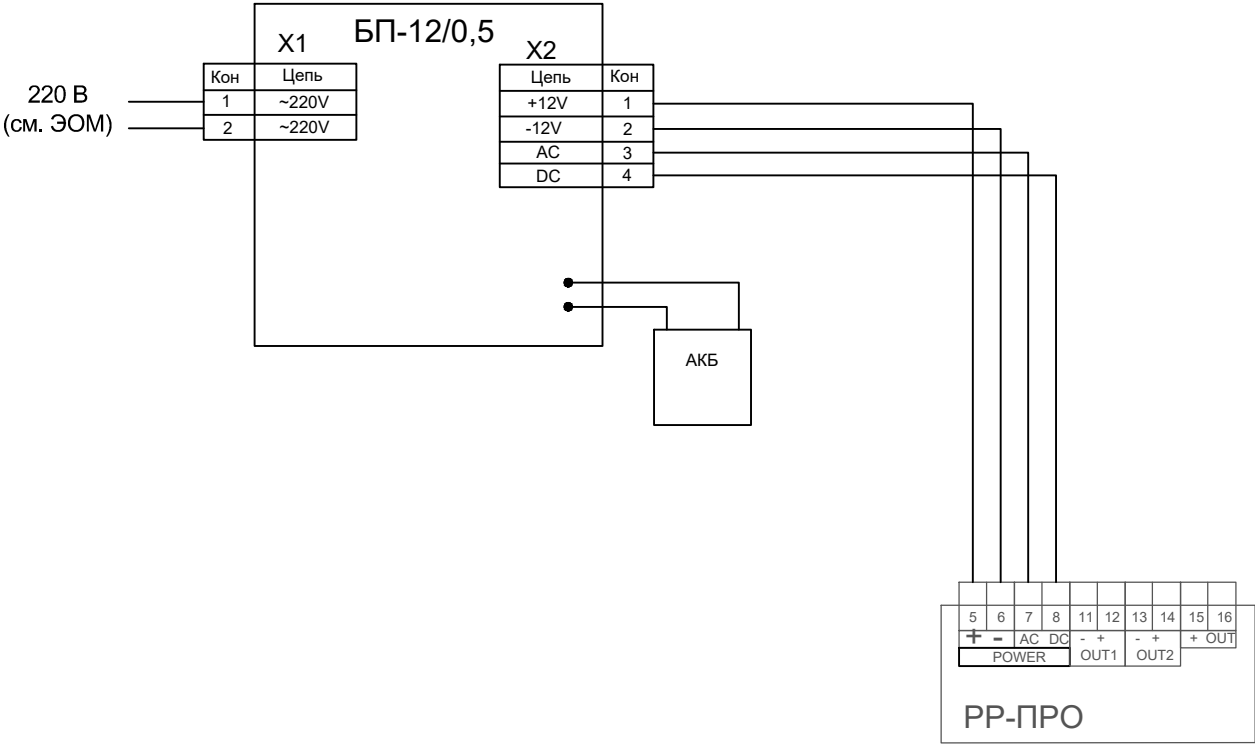 БП-12/0,5
X1
X2
Кон Цепь
1 ~220V
2 ~220V
220 В
(см. ЭОМ)
Цепь Кон
+12V 1
-12V 2
AC 3
DC 4
АКБ
5 6 7 8 11 12 13 14 15 16
+ - AC DC - + - + + OUT
POWER OUT1 OUT2
РР-ПРО